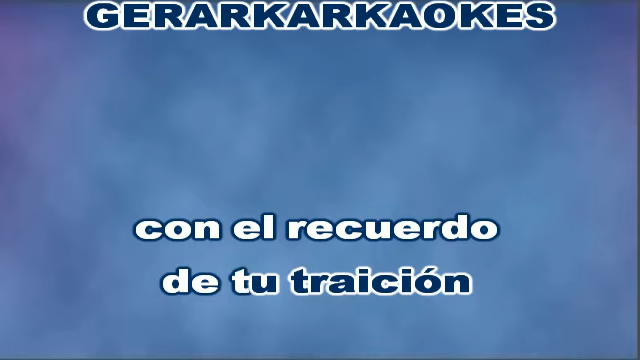 GERARKARKAOKES
con el recuerdo
de tu traición